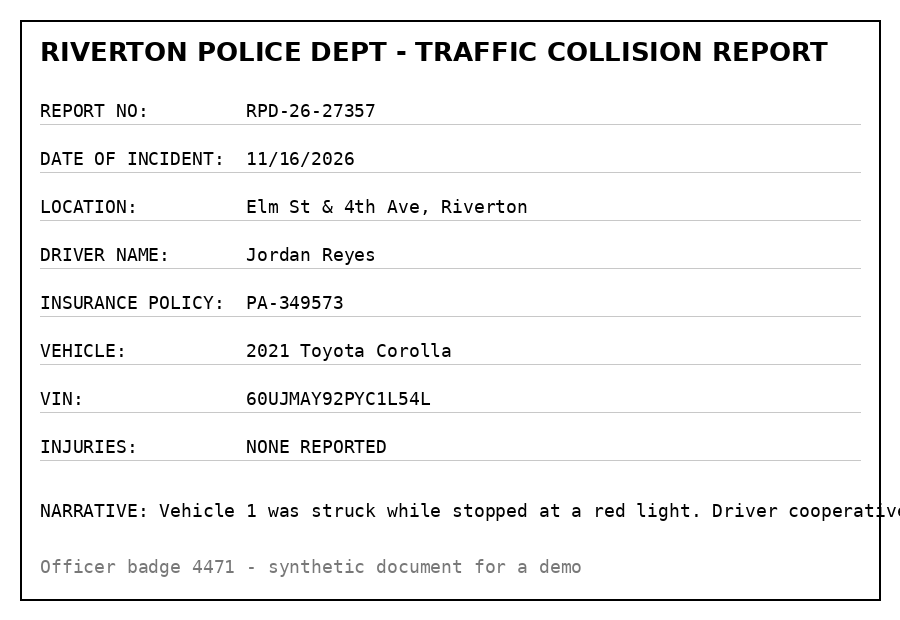 RIVERTON POLICE DEPT - TRAFFIC COLLISION REPORT
REPORT NO: RPD-26-27357
DATE OF INCIDENT: 11/16/2026
LOCATION: Elm St & 4th Ave, Riverton
DRIVER NAME: Jordan Reyes
INSURANCE POLICY: PA-349573
VEHICLE: 2021 Toyota Corolla
VIN: 60UJMAY92PYC1L54L
INJURIES: NONE REPORTED
NARRATIVE: Vehicle 1 was struck while stopped at a red light. Driver cooperative
Officer badge 4471 - synthetic document for a demo